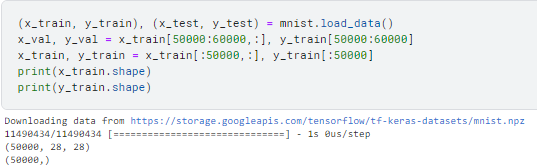 (x_train, y_train), (x_test, y_test) = mnist.load_data()
x_val, y_val = x_train[50000:60000,:], y_train[50000:60000]
x_train, y_train = x_train[:50000,:], y_train[:50000]
print(x_train.shape)
print(y_train.shape)
Downloading data from https://storage.googleapis.com/tensorflow/tf-keras-datasets/mnist.npz
11490434/11490434 [==============================] - 1s 0us/step
(50000, 28, 28)
(50000,)